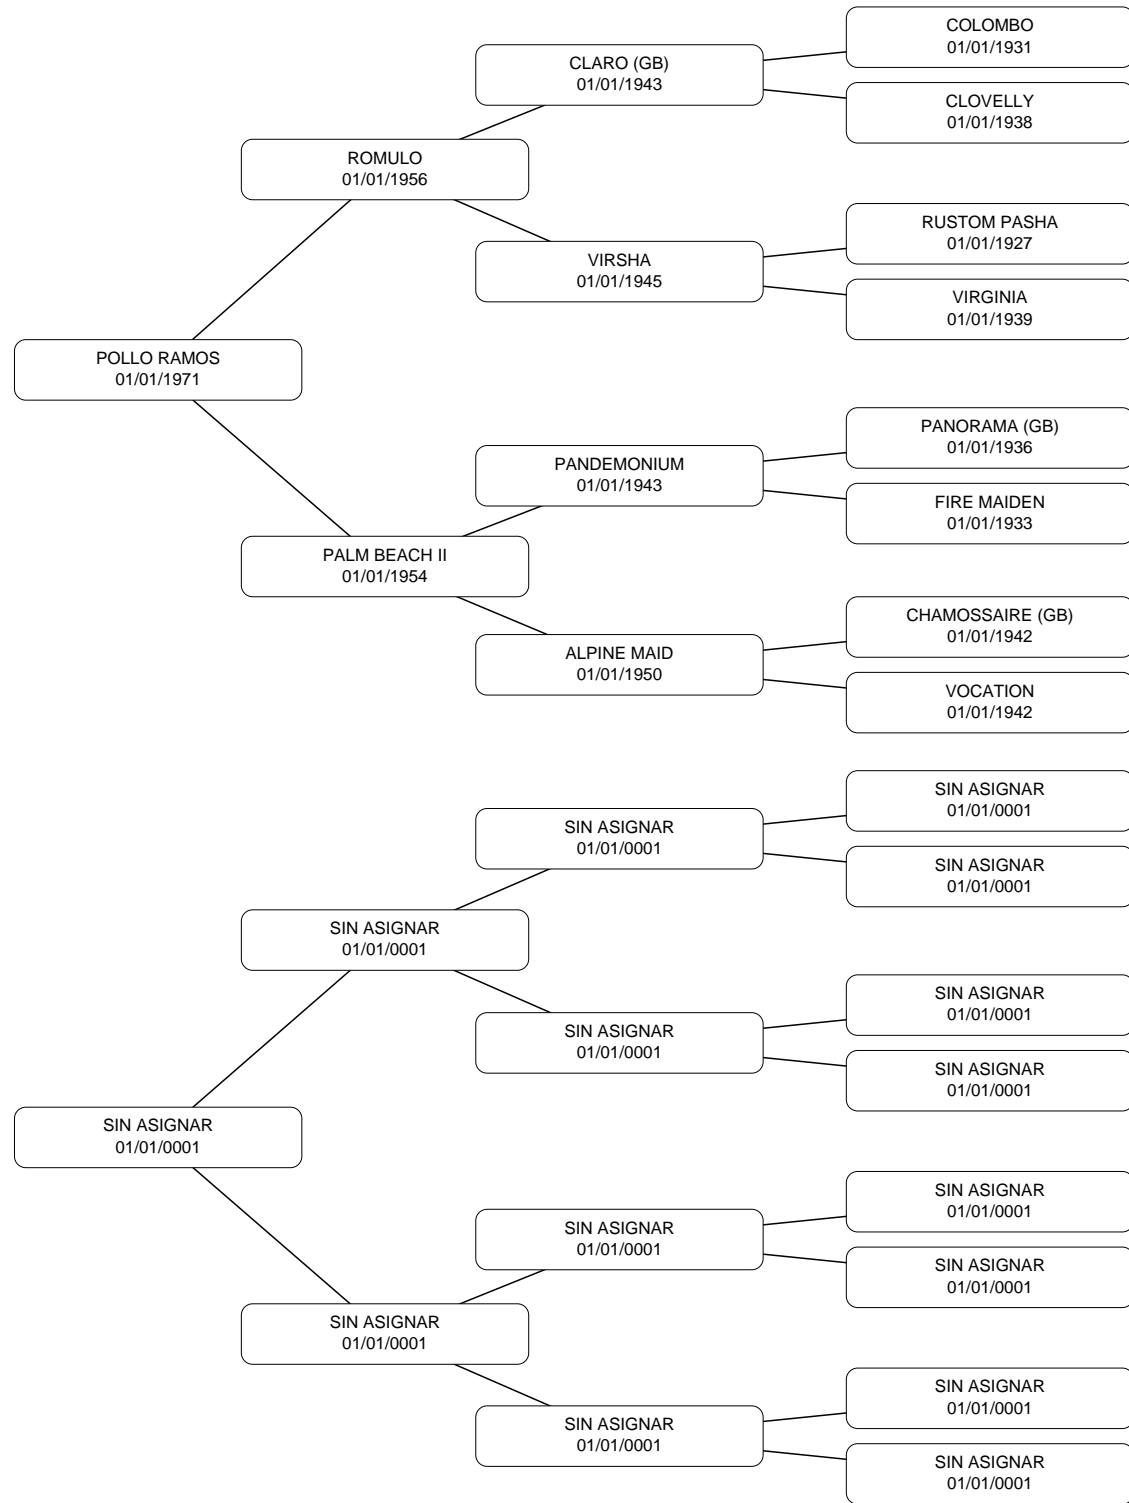 COLOMBO
01/01/1931
CLARO (GB)
01/01/1943
CLOVELLY
01/01/1938
ROMULO
01/01/1956
RUSTOM PASHA
01/01/1927
VIRSHA
01/01/1945
VIRGINIA
01/01/1939
POLLO RAMOS
01/01/1971
PANORAMA (GB)
01/01/1936
PANDEMONIUM
01/01/1943
FIRE MAIDEN
01/01/1933
PALM BEACH II
01/01/1954
CHAMOSSAIRE (GB)
01/01/1942
ALPINE MAID
01/01/1950
VOCATION
01/01/1942
SIN ASIGNAR
01/01/0001
SIN ASIGNAR
01/01/0001
SIN ASIGNAR
01/01/0001
SIN ASIGNAR
01/01/0001
SIN ASIGNAR
01/01/0001
SIN ASIGNAR
01/01/0001
SIN ASIGNAR
01/01/0001
SIN ASIGNAR
01/01/0001
SIN ASIGNAR
01/01/0001
SIN ASIGNAR
01/01/0001
SIN ASIGNAR
01/01/0001
SIN ASIGNAR
01/01/0001
SIN ASIGNAR
01/01/0001
SIN ASIGNAR
01/01/0001
SIN ASIGNAR
01/01/0001